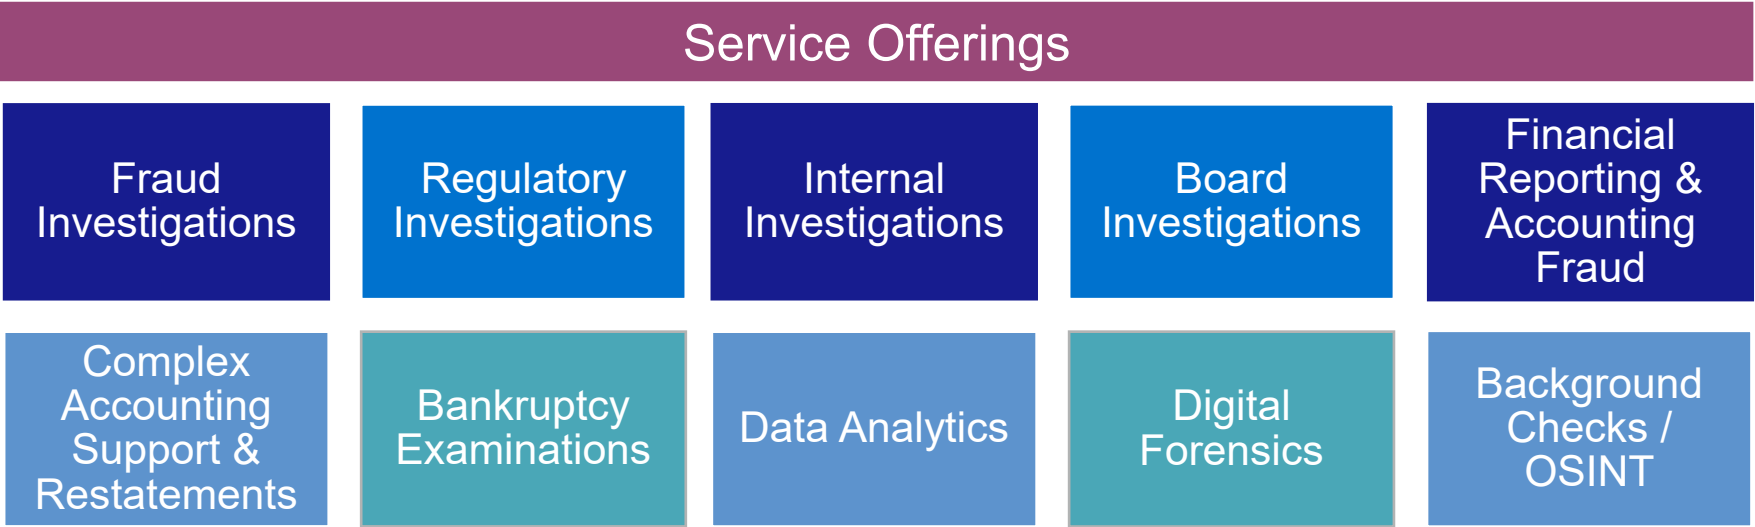 Service Offerings
Fraud
Investigations
Regulatory
Investigations
Internal
Investigations
Board
Investigations
Financial
Reporting &
Accounting
Fraud
Complex
Accounting
Support &
Restatements
Bankruptcy
Examinations
Data Analytics
Digital
Forensics
Background
Checks /
OSINT